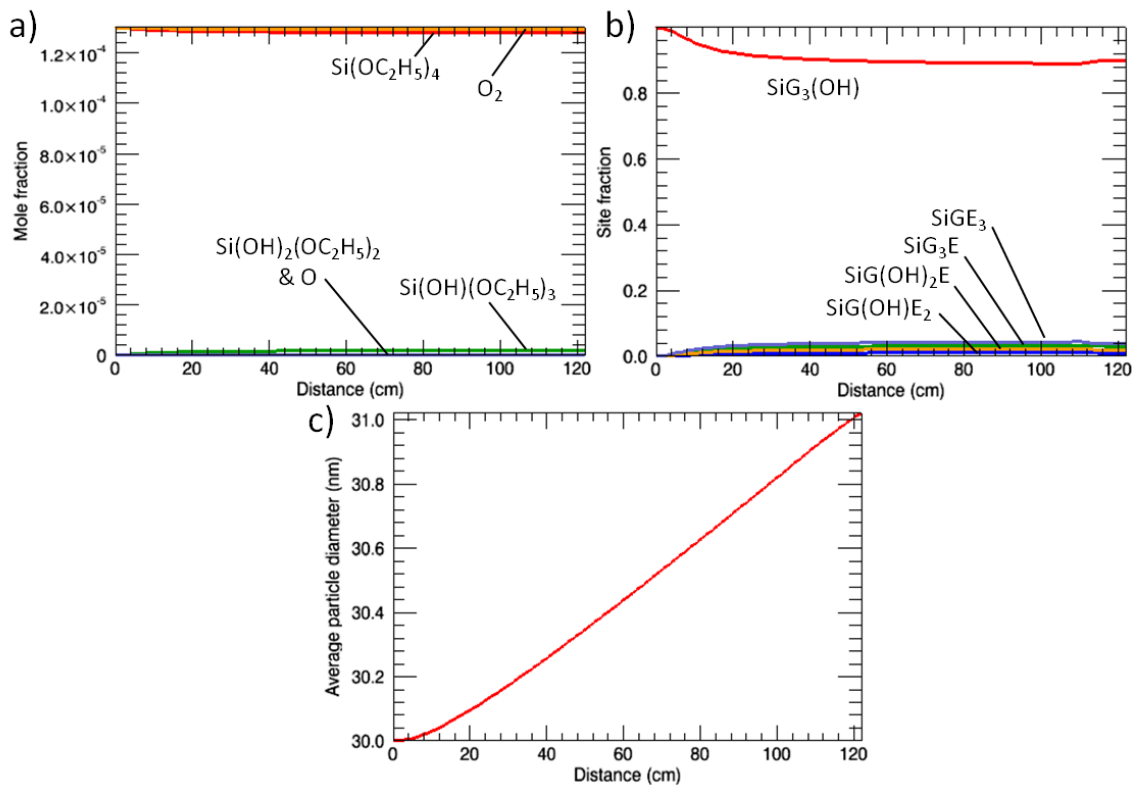 a)
Mole fraction
1.2×10⁻⁴
1.0×10⁻⁴
8.0×10⁻⁵
6.0×10⁻⁵
4.0×10⁻⁵
2.0×10⁻⁵
0
Si(OC₂H₅)₄
O₂
Si(OH)₂(OC₂H₅)₂
& O
Si(OH)(OC₂H₅)₃
0 20 40 60 80 100 120
Distance (cm)
b)
Site fraction
0.8
0.6
0.4
0.2
0.0
SiG₃(OH)
SiGE₃
SiG₃E
SiG(OH)₂E
SiG(OH)E₂
0 20 40 60 80 100 120
Distance (cm)
c)
Average particle diameter (nm)
31.0
30.8
30.6
30.4
30.2
30.0
0 20 40 60 80 100 120
Distance (cm)